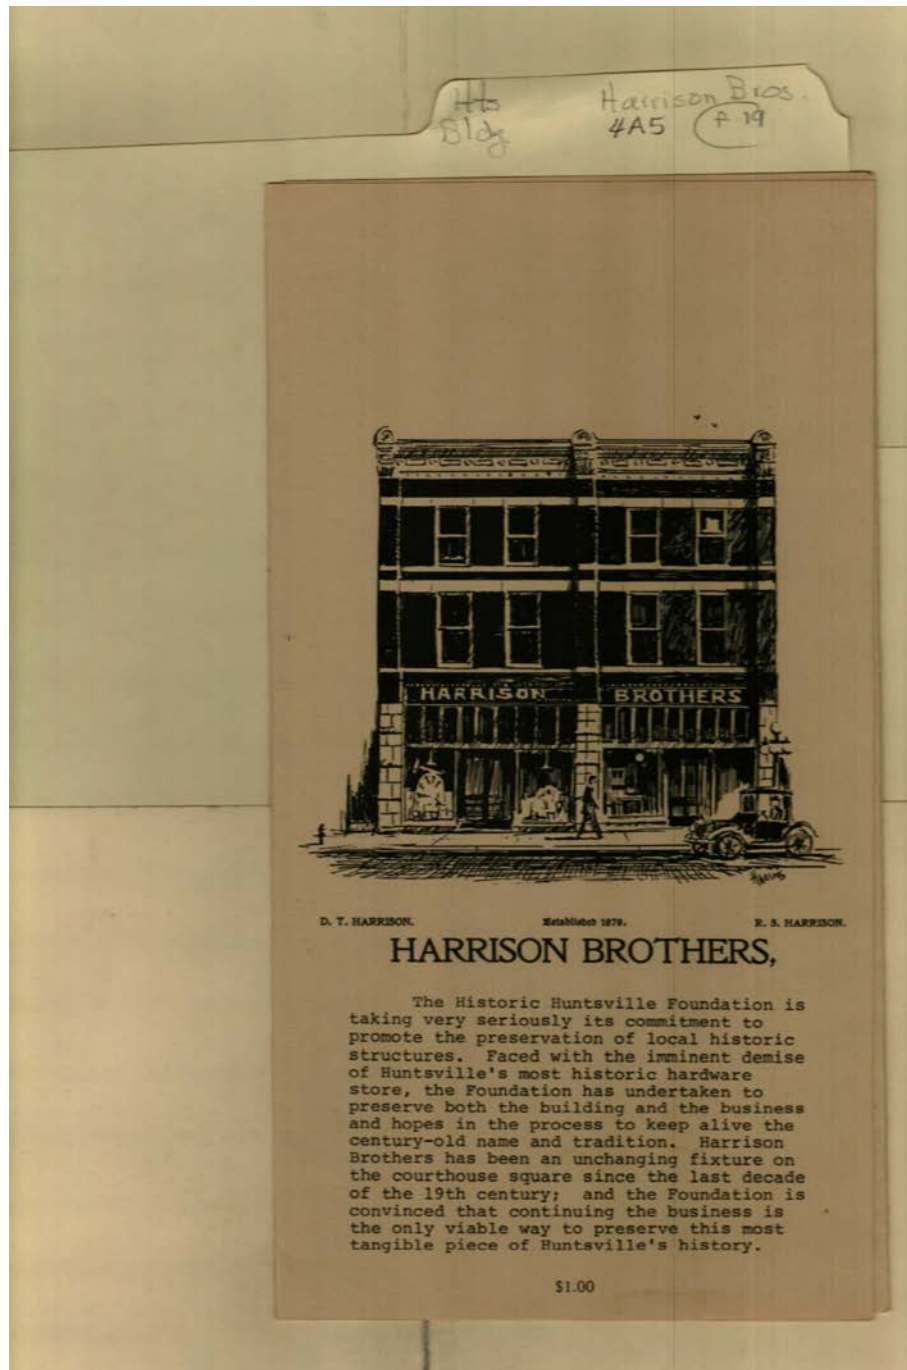 Hts Harrison Bros.
Bldg 4A5 f 19
HARRISON BROTHERS
D. T. HARRISON. Established 1879. R. S. HARRISON.
HARRISON BROTHERS,
The Historic Huntsville Foundation is
taking very seriously its commitment to
promote the preservation of local historic
structures. Faced with the imminent demise
of Huntsville's most historic hardware
store, the Foundation has undertaken to
preserve both the building and the business
and hopes in the process to keep alive the
century-old name and tradition. Harrison
Brothers has been an unchanging fixture on
the courthouse square since the last decade
of the 19th century; and the Foundation is
convinced that continuing the business is
the only viable way to preserve this most
tangible piece of Huntsville's history.
$1.00